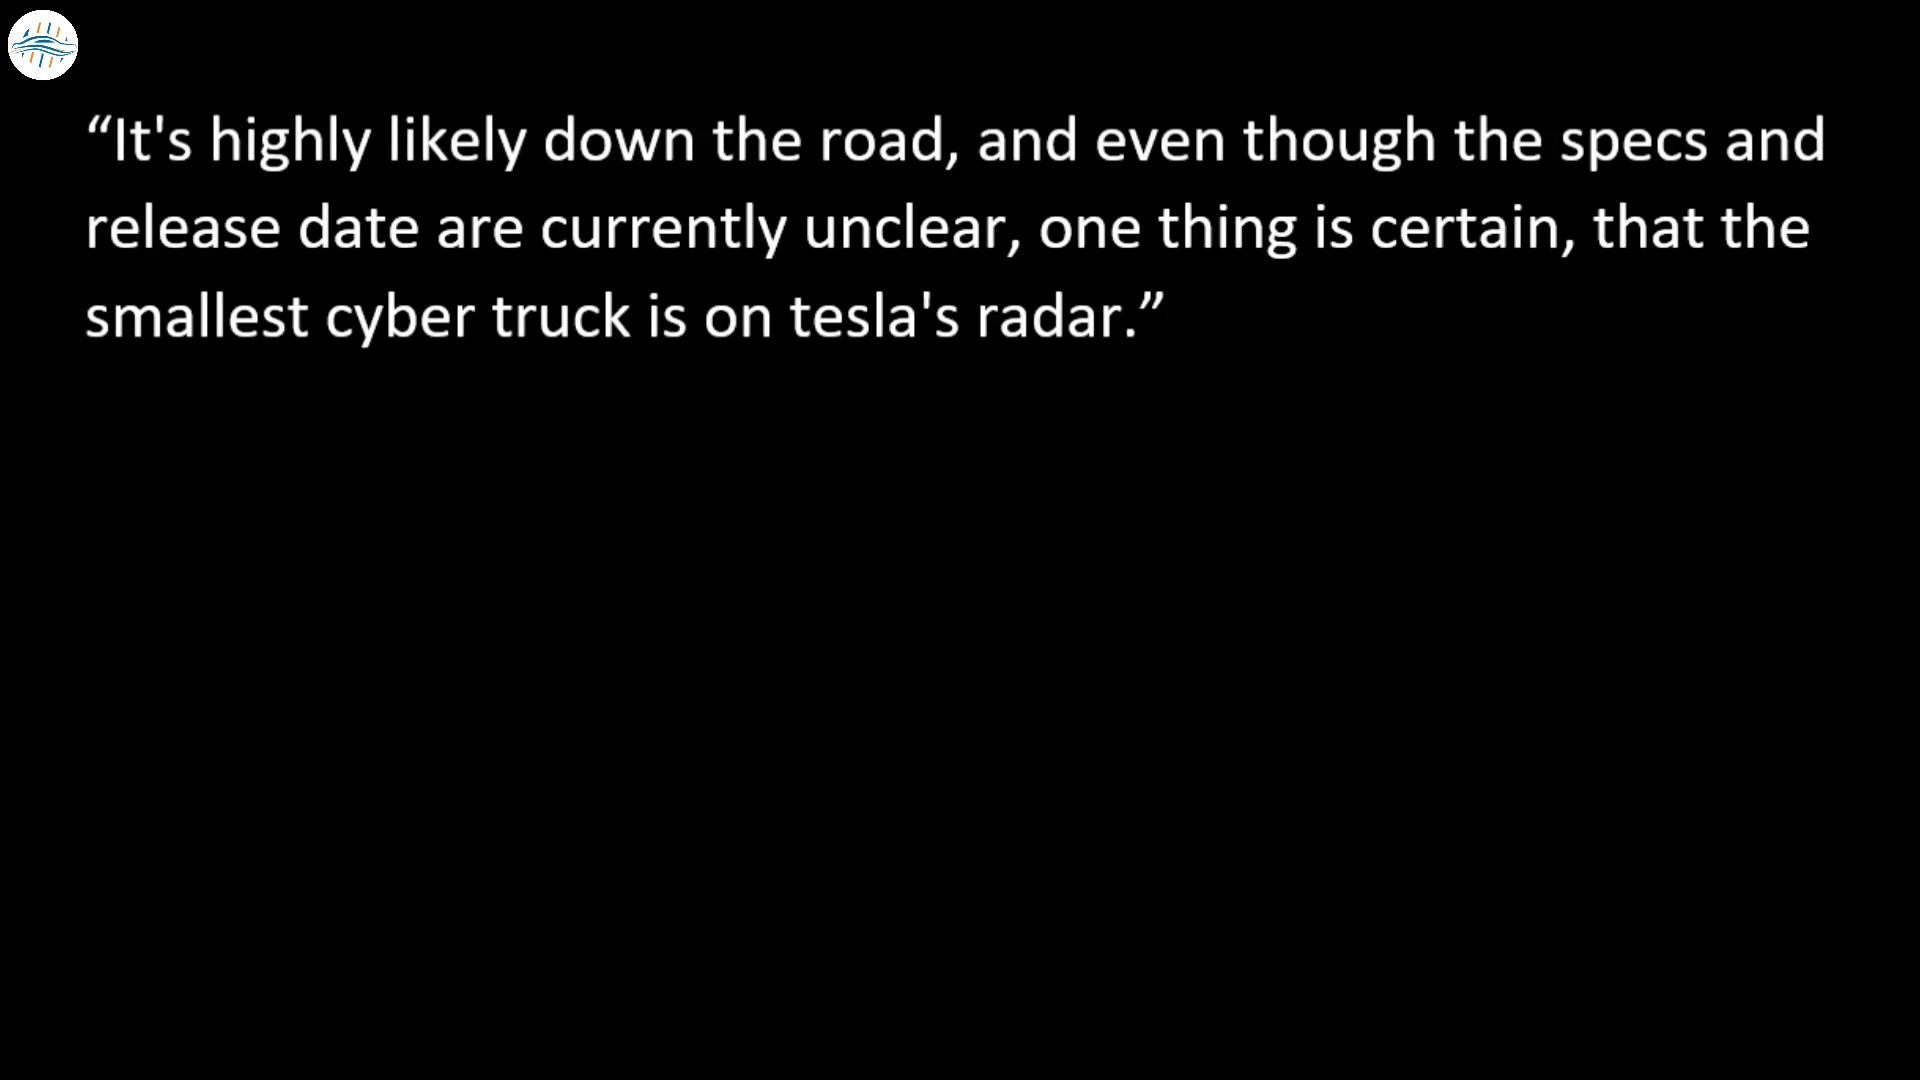 “It's highly likely down the road, and even though the specs and
release date are currently unclear, one thing is certain, that the
smallest cyber truck is on tesla's radar.”